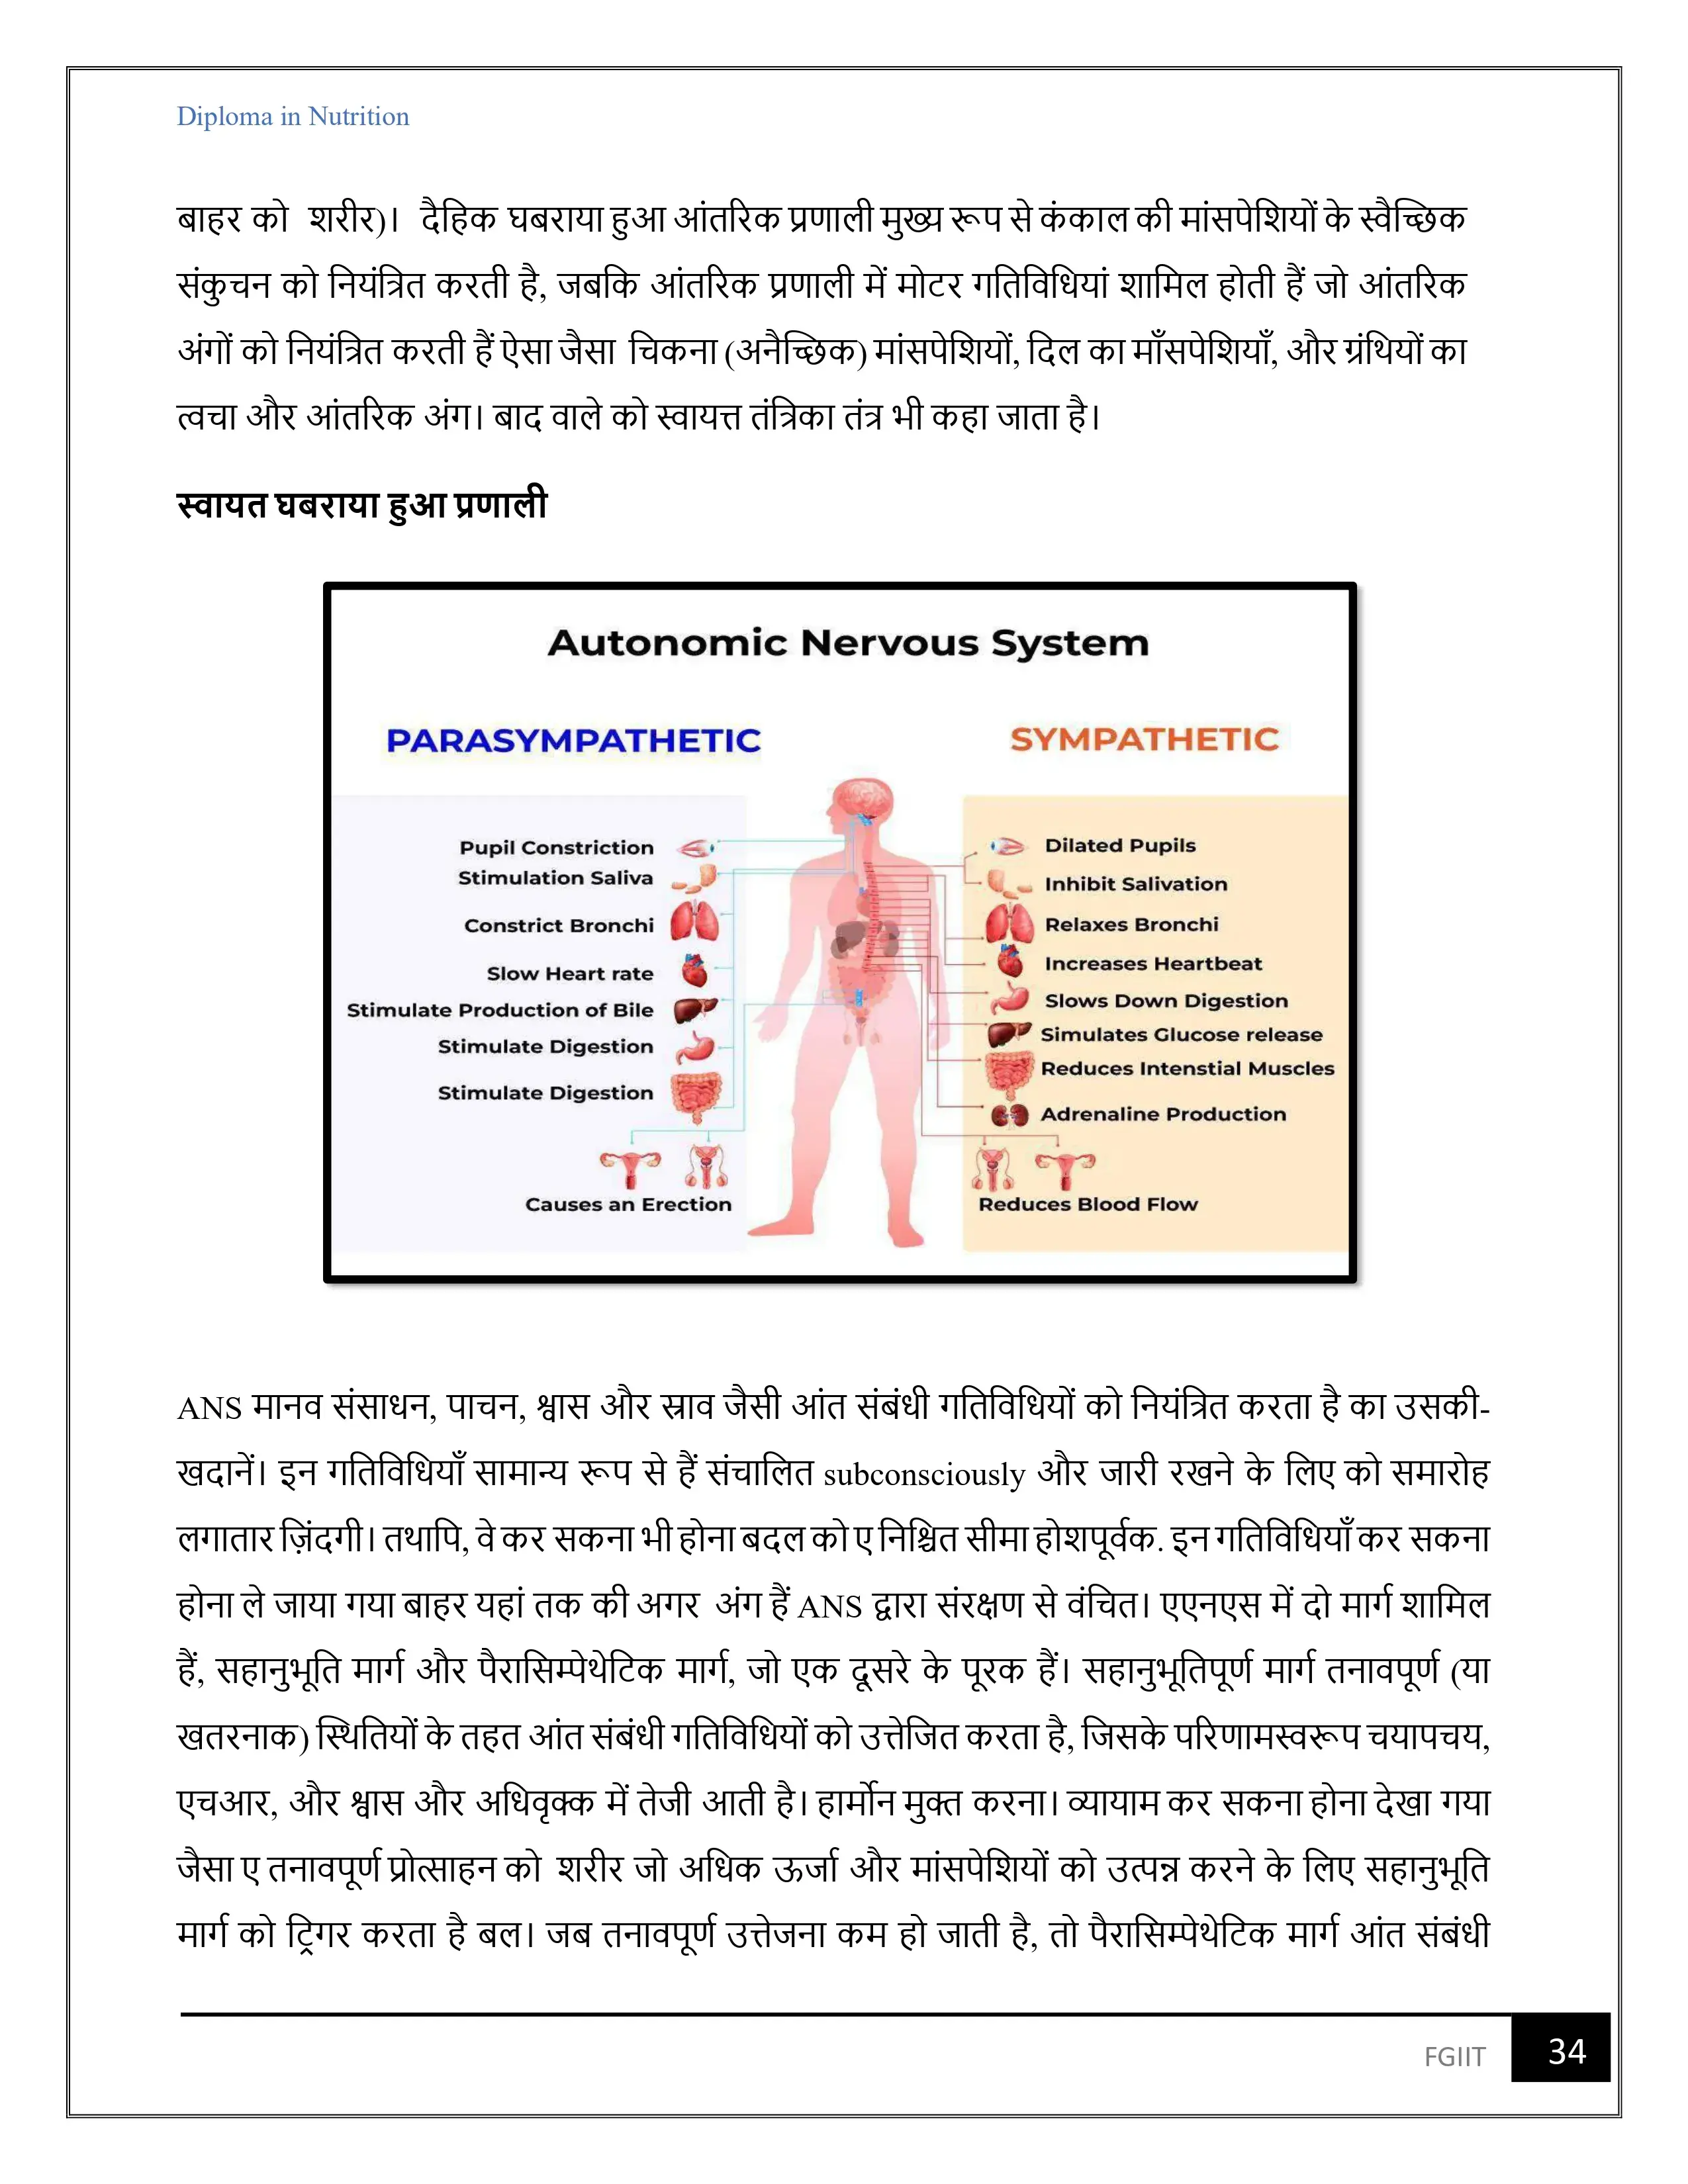 Diploma in Nutrition
बाहर को शरीर)। दैहिक घबराया हुआ आंतरिक प्रणाली मुख्य रूप से कंकाल की मांसपेशियों के स्वैच्छिक
संकुचन को नियंत्रित करती है, जबकि आंतरिक प्रणाली में मोटर गतिविधियां शामिल होती हैं जो आंतरिक
अंगों को नियंत्रित करती हैं ऐसा जैसा चिकना (अनैच्छिक) मांसपेशियों, दिल का माँसपेशियाँ, और ग्रंथियों का
त्वचा और आंतरिक अंग। बाद वाले को स्वायत्त तंत्रिका तंत्र भी कहा जाता है।
स्वायत घबराया हुआ प्रणाली
Autonomic Nervous System
PARASYMPATHETIC
Pupil Constriction
Stimulation Saliva
Constrict Bronchi
Slow Heart rate
Stimulate Production of Bile
Stimulate Digestion
Stimulate Digestion
Causes an Erection
SYMPATHETIC
Dilated Pupils
Inhibit Salivation
Relaxes Bronchi
Increases Heartbeat
Slows Down Digestion
Simulates Glucose release
Reduces Intenstial Muscles
Adrenaline Production
Reduces Blood Flow
ANS मानव संसाधन, पाचन, श्वास और स्राव जैसी आंत संबंधी गतिविधियों को नियंत्रित करता है का उसकी-
खदानें। इन गतिविधियाँ सामान्य रूप से हैं संचालित subconsciously और जारी रखने के लिए को समारोह
लगातार ज़िंदगी। तथापि, वे कर सकना भी होना बदल को ए निश्चित सीमा होशपूर्वक. इन गतिविधियाँ कर सकना
होना ले जाया गया बाहर यहां तक की अगर अंग हैं ANS द्वारा संरक्षण से वंचित। एएनएस में दो मार्ग शामिल
हैं, सहानुभूति मार्ग और पैरासिम्पेथेटिक मार्ग, जो एक दूसरे के पूरक हैं। सहानुभूतिपूर्ण मार्ग तनावपूर्ण (या
खतरनाक) स्थितियों के तहत आंत संबंधी गतिविधियों को उत्तेजित करता है, जिसके परिणामस्वरूप चयापचय,
एचआर, और श्वास और अधिवृक्क में तेजी आती है। हार्मोन मुक्त करना। व्यायाम कर सकना होना देखा गया
जैसा ए तनावपूर्ण प्रोत्साहन को शरीर जो अधिक ऊर्जा और मांसपेशियों को उत्पन्न करने के लिए सहानुभूति
मार्ग को ट्रिगर करता है बल। जब तनावपूर्ण उत्तेजना कम हो जाती है, तो पैरासिम्पेथेटिक मार्ग आंत संबंधी
FGIIT 34